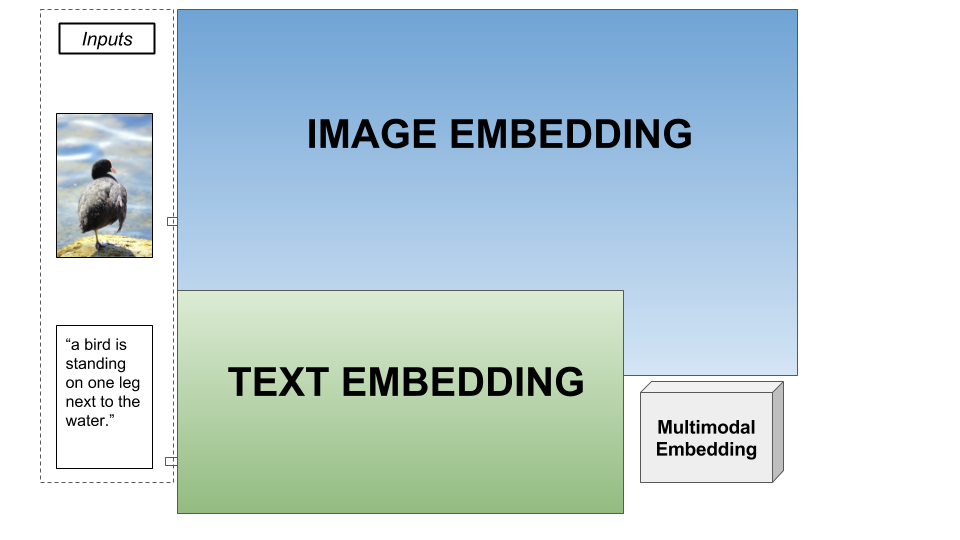 Inputs
IMAGE EMBEDDING
“a bird is
standing
on one leg
next to the
water.”
TEXT EMBEDDING
Multimodal
Embedding